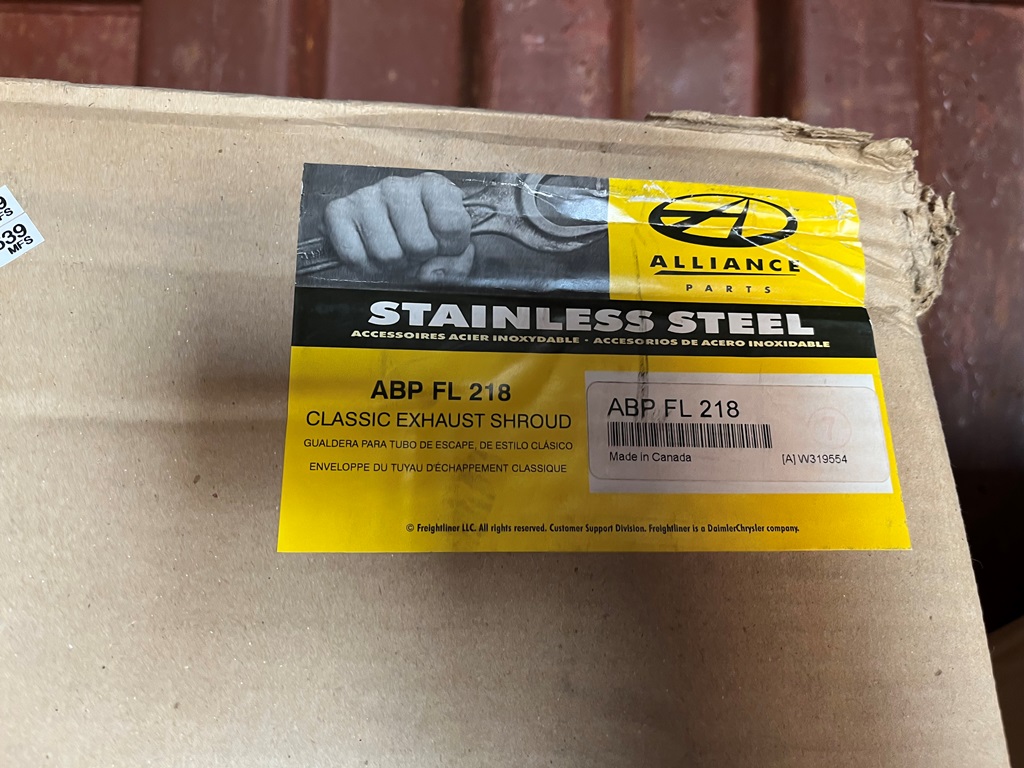 39
MFS
ALLIANCE
PARTS
STAINLESS STEEL
ACCESSOIRES ACIER INOXYDABLE · ACCESORIOS DE ACERO INOXIDABLE
ABP FL 218
CLASSIC EXHAUST SHROUD
GUALDERA PARA TUBO DE ESCAPE, DE ESTILO CLÁSICO
ENVELOPPE DU TUYAU D'ÉCHAPPEMENT CLASSIQUE
ABP FL 218
Made in Canada
[A] W319554
© Freightliner LLC. All rights reserved. Customer Support Division. Freightliner is a DaimlerChrysler company.